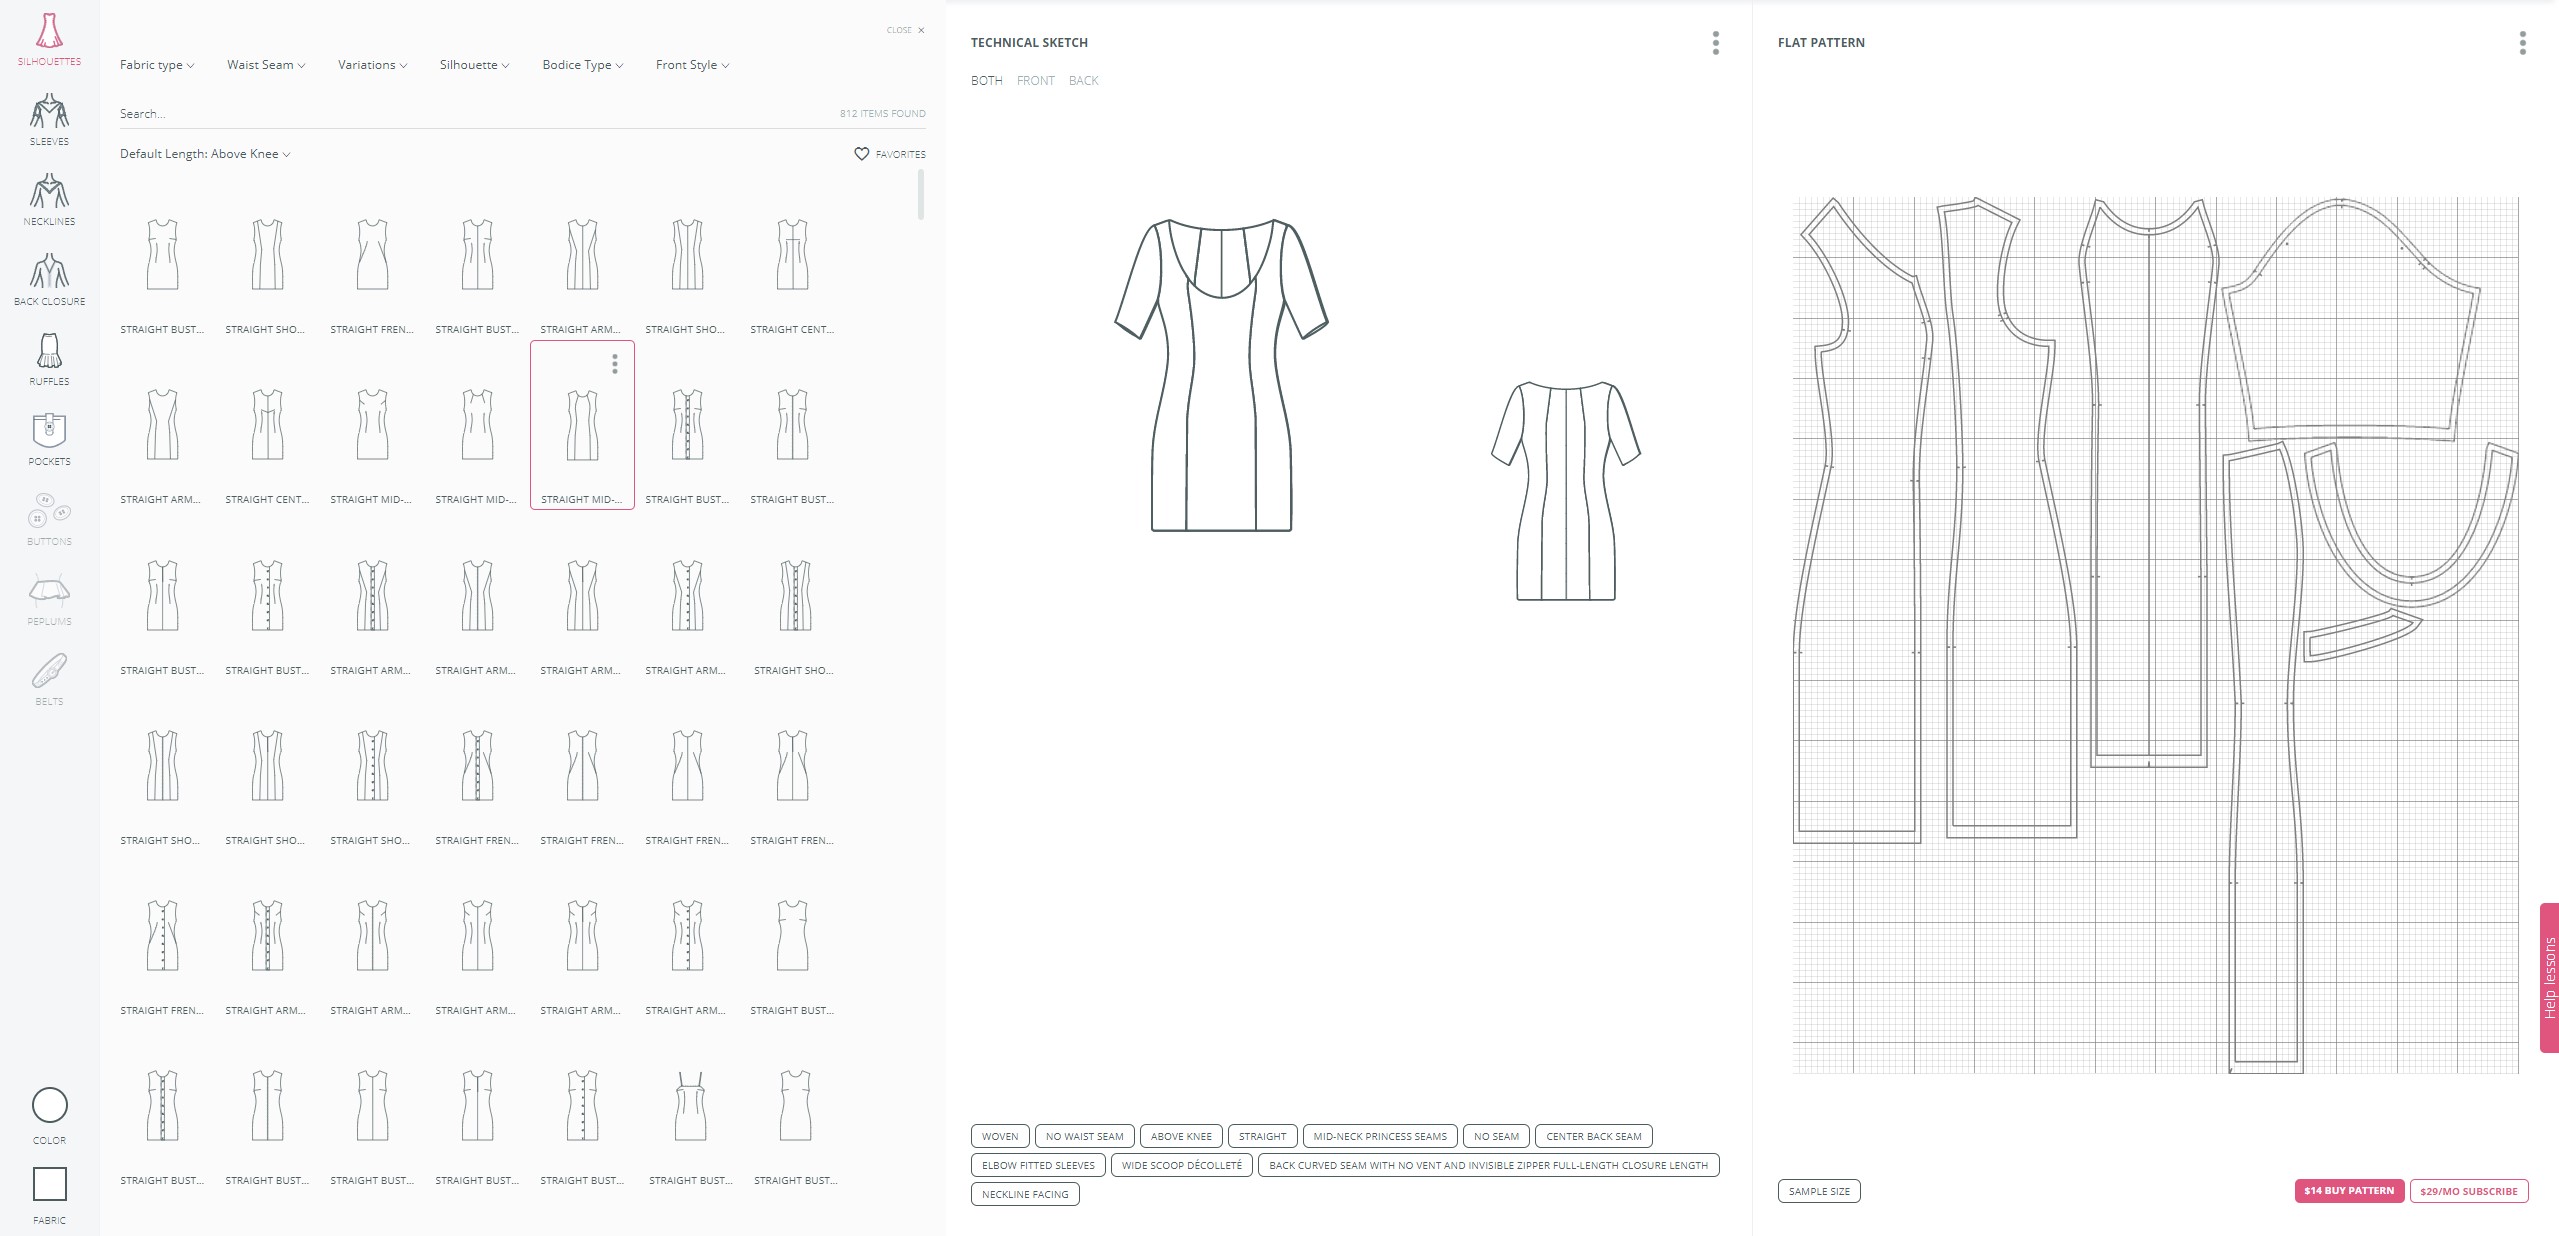 SILHOUETTES
SLEEVES
NECKLINES
BACK CLOSURE
RUFFLES
POCKETS
BUTTONS
PEPLUMS
BELTS
COLOR
FABRIC
CLOSE ×
Fabric type Waist Seam Variations Silhouette Bodice Type Front Style
Search... 812 ITEMS FOUND
Default Length: Above Knee FAVORITES
STRAIGHT BUST... STRAIGHT SHO... STRAIGHT FREN... STRAIGHT BUST... STRAIGHT ARM... STRAIGHT SHO... STRAIGHT CENT...
STRAIGHT ARM... STRAIGHT CENT... STRAIGHT MID-... STRAIGHT MID-... STRAIGHT MID-... STRAIGHT BUST... STRAIGHT BUST...
STRAIGHT BUST... STRAIGHT BUST... STRAIGHT ARM... STRAIGHT ARM... STRAIGHT ARM... STRAIGHT ARM... STRAIGHT SHO...
STRAIGHT SHO... STRAIGHT SHO... STRAIGHT SHO... STRAIGHT FREN... STRAIGHT FREN... STRAIGHT FREN... STRAIGHT FREN...
STRAIGHT FREN... STRAIGHT ARM... STRAIGHT ARM... STRAIGHT ARM... STRAIGHT ARM... STRAIGHT ARM... STRAIGHT BUST...
STRAIGHT BUST... STRAIGHT BUST... STRAIGHT BUST... STRAIGHT BUST... STRAIGHT BUST... STRAIGHT BUST... STRAIGHT BUST...
TECHNICAL SKETCH
BOTH FRONT BACK
WOVEN NO WAIST SEAM ABOVE KNEE STRAIGHT MID-NECK PRINCESS SEAMS NO SEAM CENTER BACK SEAM
ELBOW FITTED SLEEVES WIDE SCOOP DÉCOLLETÉ BACK CURVED SEAM WITH NO VENT AND INVISIBLE ZIPPER FULL-LENGTH CLOSURE LENGTH
NECKLINE FACING
FLAT PATTERN
SAMPLE SIZE $14 BUY PATTERN $29/MO SUBSCRIBE
Help lessons